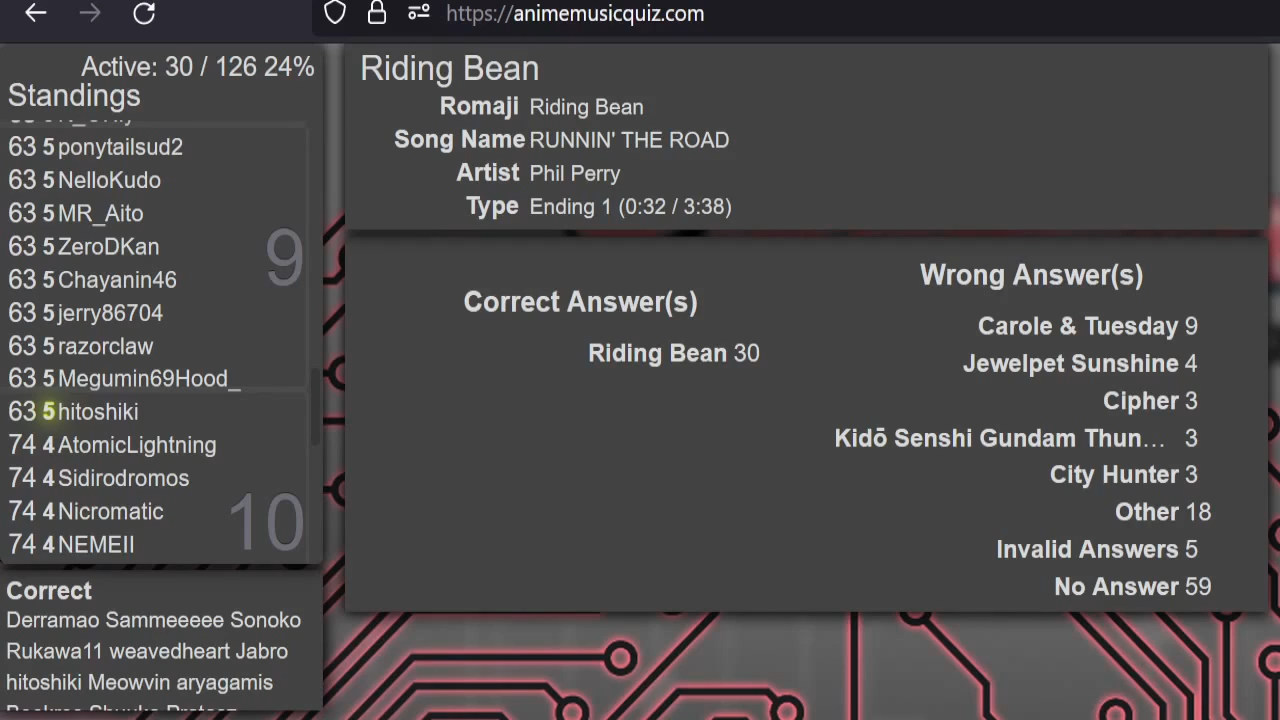 https://animemusicquiz.com
Active: 30 / 126 24%
Standings
63 5 ponytailsud2
63 5 NelloKudo
63 5 MR_Aito
63 5 ZeroDKan
63 5 Chayanin46
9
63 5 jerry86704
63 5 razorclaw
63 5 Megumin69Hood_
63 5 hitoshiki
74 4 AtomicLightning
74 4 Sidirodromos
74 4 Nicromatic
10
74 4 NEMEII
Correct
Derramao Sammeeeee Sonoko
Rukawa11 weavedheart Jabro
hitoshiki Meowvin aryagamis
Riding Bean
Romaji Riding Bean
Song Name RUNNIN' THE ROAD
Artist Phil Perry
Type Ending 1 (0:32 / 3:38)
Correct Answer(s)
Riding Bean 30
Wrong Answer(s)
Carole & Tuesday 9
Jewelpet Sunshine 4
Cipher 3
Kidō Senshi Gundam Thun... 3
City Hunter 3
Other 18
Invalid Answers 5
No Answer 59